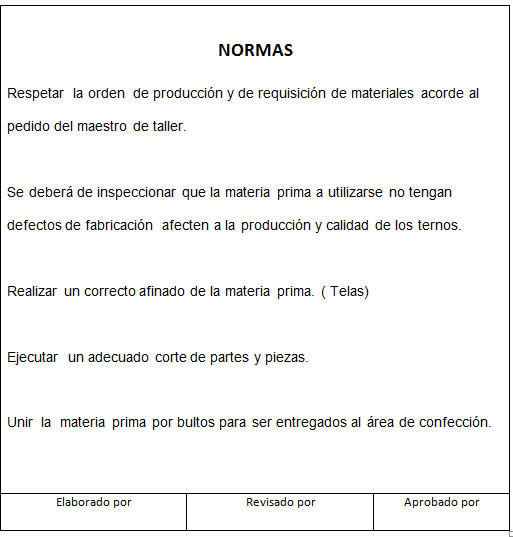 NORMAS
Respetar la orden de producción y de requisición de materiales acorde al
pedido del maestro de taller.
Se deberá de inspeccionar que la materia prima a utilizarse no tengan
defectos de fabricación afecten a la producción y calidad de los ternos.
Realizar un correcto afinado de la materia prima. ( Telas)
Ejecutar un adecuado corte de partes y piezas.
Unir la materia prima por bultos para ser entregados al área de confección.
Elaborado por Revisado por Aprobado por